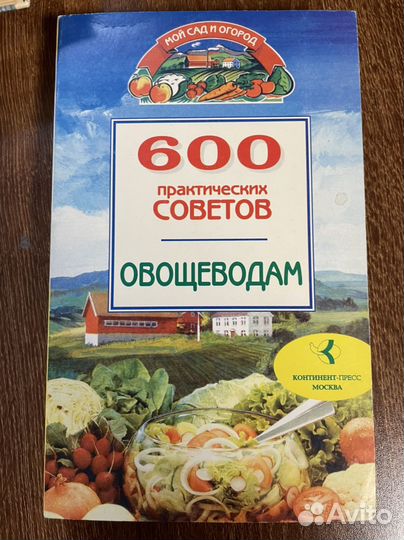 МОЙ САД И ОГОРОД
600
практических
СОВЕТОВ
ОВОЩЕВОДАМ
КОНТИНЕНТ-ПРЕСС
МОСКВА
Avito